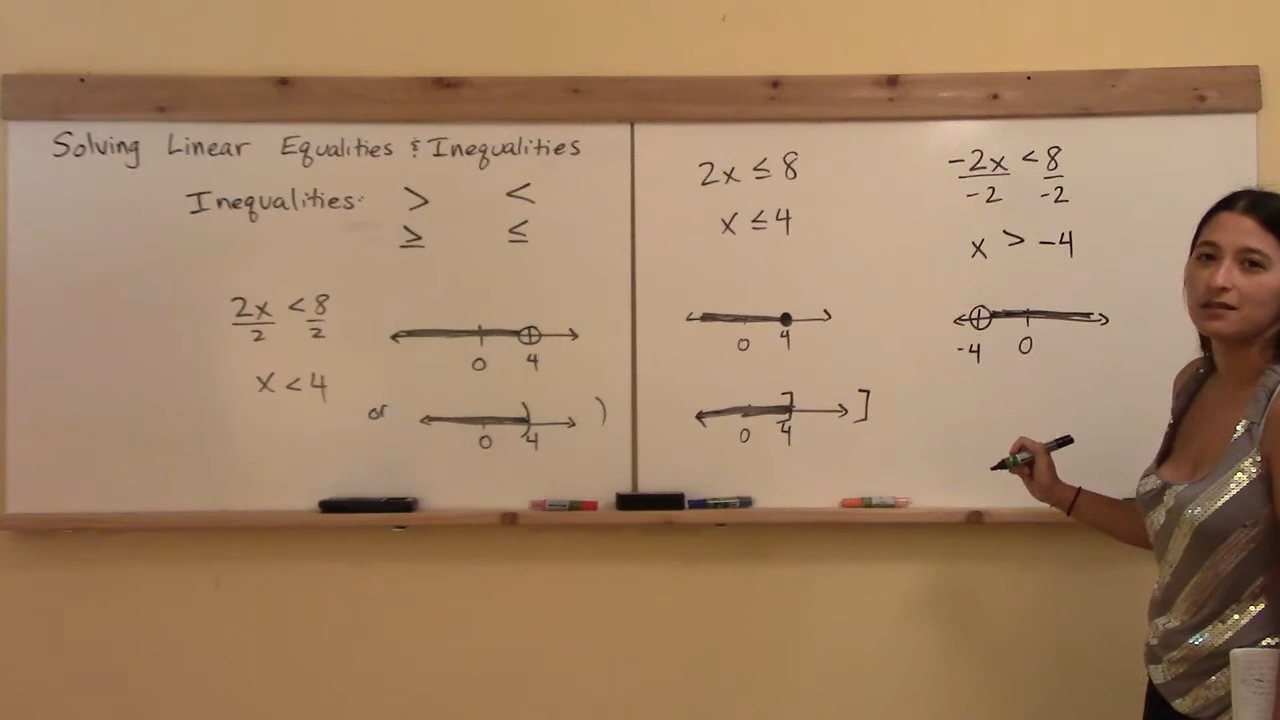 Solving Linear Equalities & Inequalities
Inequalities: > <
≥ ≤
2x < 8
2 2
x < 4
0 4
or
)
0 4
)
2x ≤ 8
x ≤ 4
0 4
]
0 4
]
-2x < 8
-2 -2
x > -4
-4 0